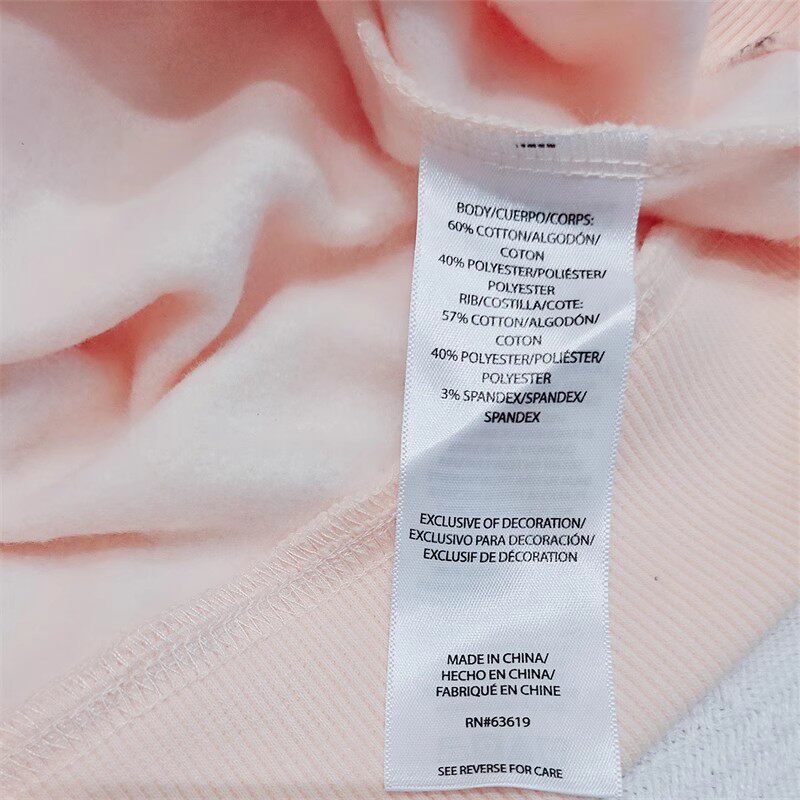 BODY/CUERPO/CORPS:
60% COTTON/ALGODÓN/
COTON
40% POLYESTER/POLIÉSTER/
POLYESTER
RIB/COSTILLA/COTE:
57% COTTON/ALGODÓN/
COTON
40% POLYESTER/POLIÉSTER/
POLYESTER
3% SPANDEX/SPANDEX/
SPANDEX
EXCLUSIVE OF DECORATION/
EXCLUSIVO PARA DECORACIÓN/
EXCLUSIF DE DÉCORATION
MADE IN CHINA/
HECHO EN CHINA/
FABRIQUÉ EN CHINE
RN#63619
SEE REVERSE FOR CARE